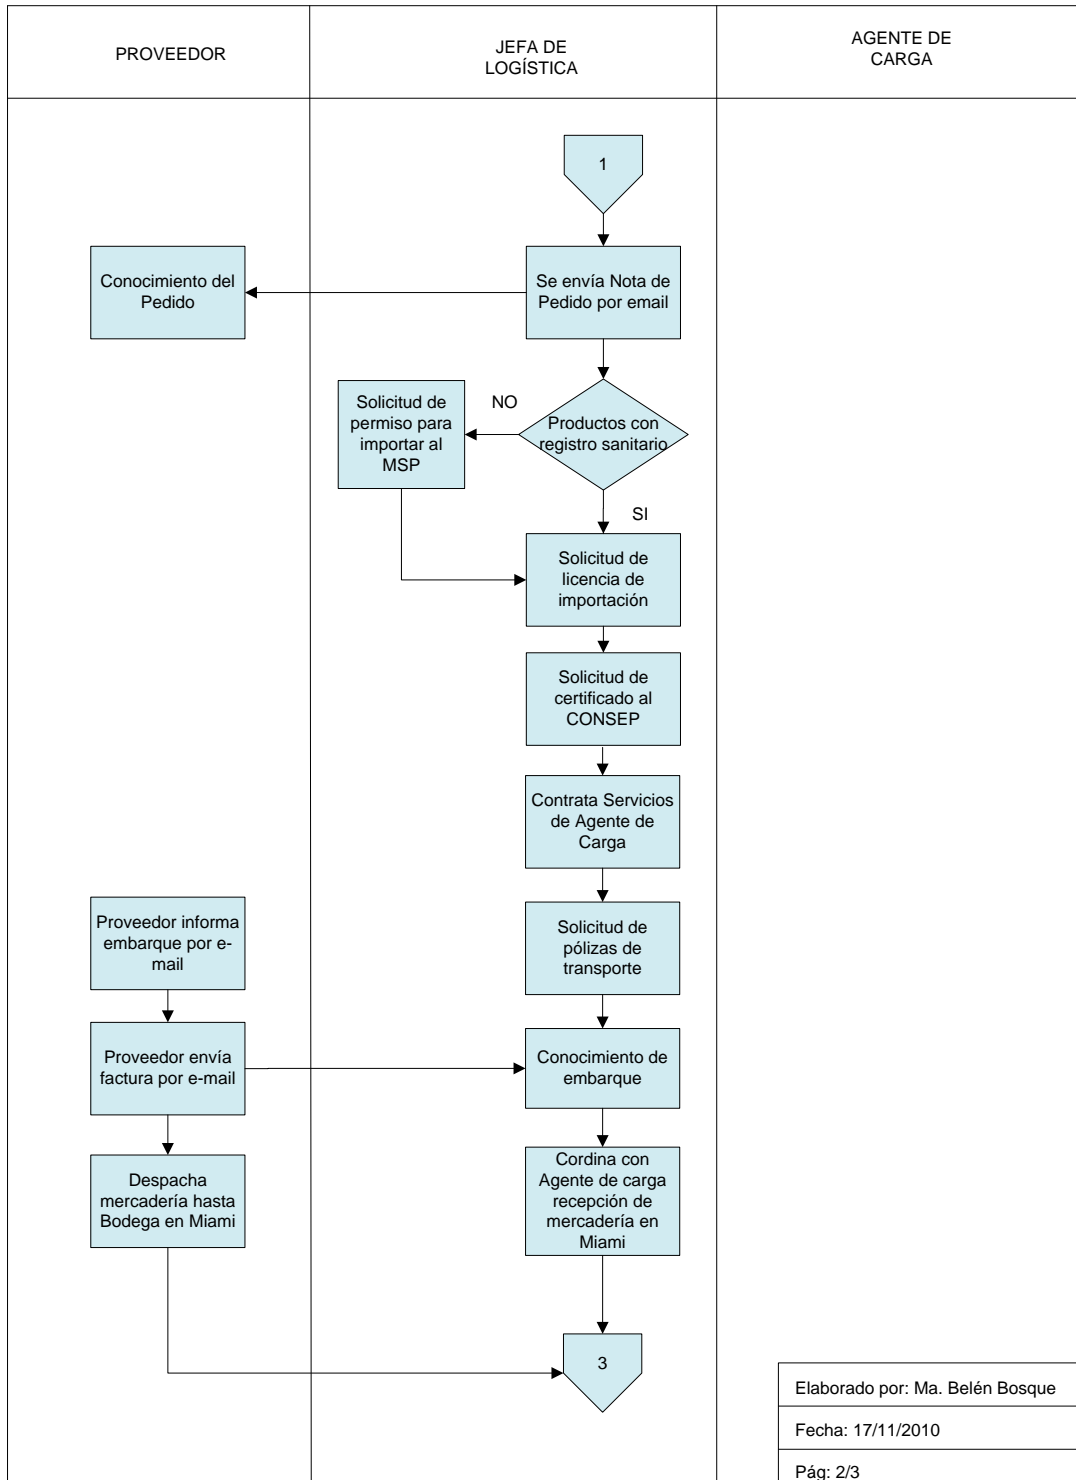 PROVEEDOR
JEFA DE
LOGÍSTICA
AGENTE DE
CARGA
1
Conocimiento del
Pedido
Se envía Nota de
Pedido por email
Solicitud de
permiso para
importar al
MSP
NO
Productos con
registro sanitario
SI
Solicitud de
licencia de
importación
Solicitud de
certificado al
CONSEP
Contrata Servicios
de Agente de
Carga
Proveedor informa
embarque por e-
mail
Solicitud de
pólizas de
transporte
Proveedor envía
factura por e-mail
Conocimiento de
embarque
Despacha
mercadería hasta
Bodega en Miami
Cordina con
Agente de carga
recepción de
mercadería en
Miami
3
Elaborado por: Ma. Belén Bosque
Fecha: 17/11/2010
Pág: 2/3